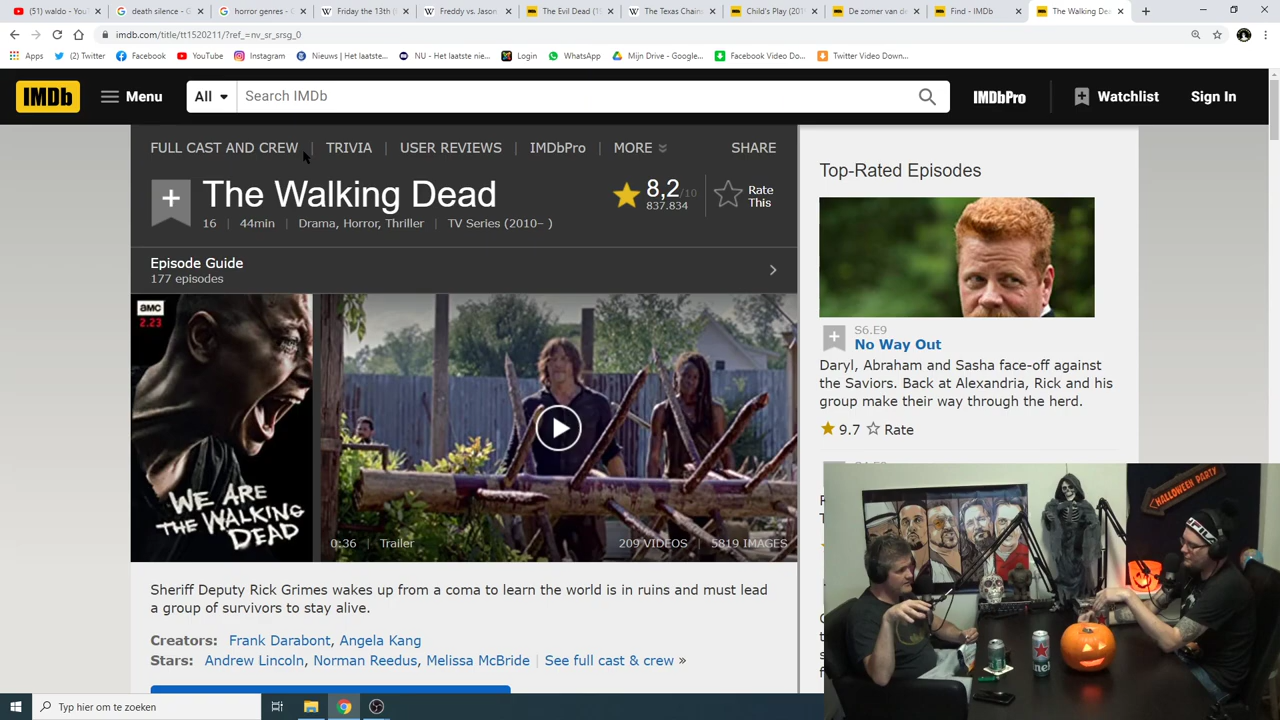 (51) waldo - You
death silence - G
horror genres - G
Friday the 13th (
Freddy vs. Jason
The Evil Dead (1
The Texas Chain
Child's Play (201
De zomer van de
Find - IMDb
The Walking Dea
imdb.com/title/tt1520211/?ref_=nv_sr_srsg_0
Apps
(2) Twitter
Facebook
YouTube
Instagram
Nieuws | Het laatste...
NU - Het laatste nie...
Login
WhatsApp
Mijn Drive - Google...
Facebook Video Do...
Twitter Video Down...
IMDb
Menu
All
Search IMDb
IMDbPro
Watchlist
Sign In
FULL CAST AND CREW | TRIVIA | USER REVIEWS | IMDbPro | MORE
SHARE
The Walking Dead
8,2/10
837.834
Rate This
16 | 44min | Drama, Horror, Thriller | TV Series (2010– )
Episode Guide
177 episodes
amc
2.23
WE ARE
THE WALKING
DEAD
0:36 | Trailer
209 VIDEOS | 5819 IMAGES
Sheriff Deputy Rick Grimes wakes up from a coma to learn the world is in ruins and must lead
a group of survivors to stay alive.
Creators: Frank Darabont, Angela Kang
Stars: Andrew Lincoln, Norman Reedus, Melissa McBride | See full cast & crew »
Top-Rated Episodes
S6.E9
No Way Out
Daryl, Abraham and Sasha face-off against
the Saviors. Back at Alexandria, Rick and his
group make their way through the herd.
9.7 Rate
HALLOWEEN PARTY
Typ hier om te zoeken